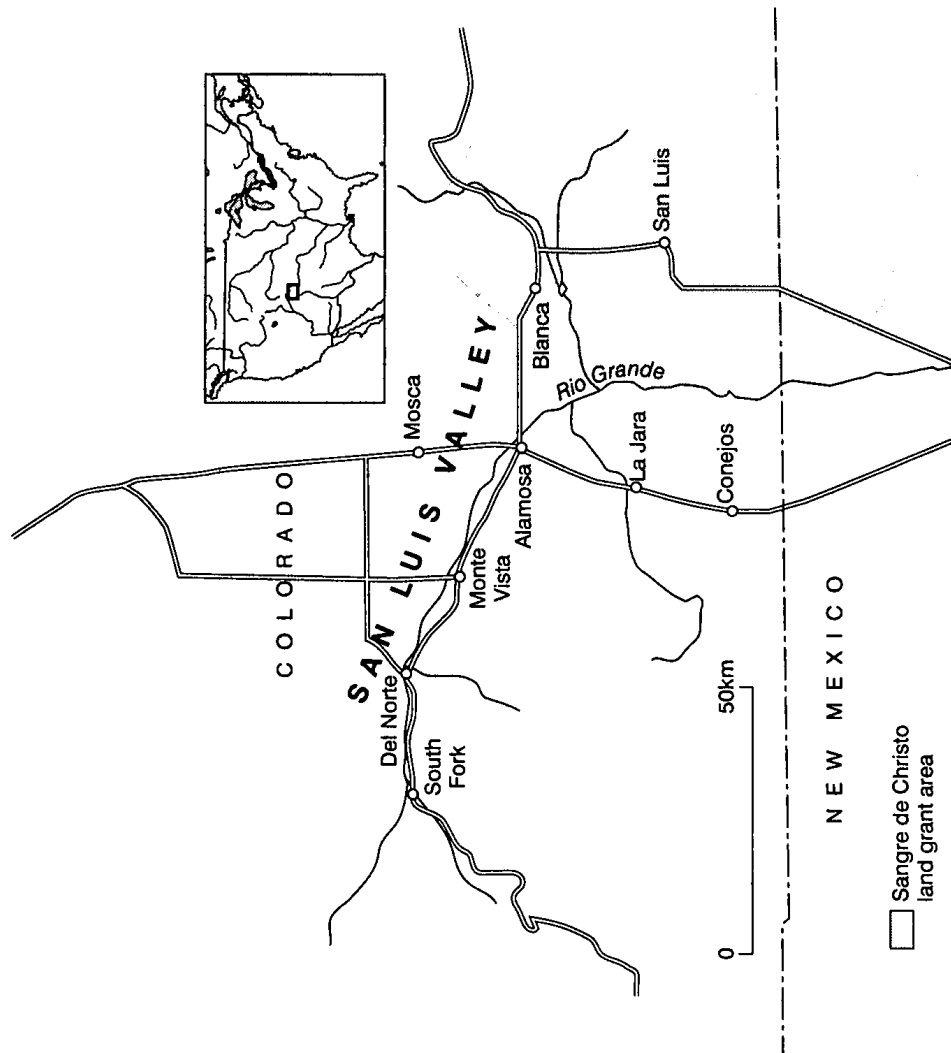 COLORADO
SAN LUIS VALLEY
Mosca
Del Norte
South
Fork
Monte
Vista
Alamosa
Blanca
San Luis
Rio Grande
La Jara
Conejos
0
50km
NEW MEXICO
Sangre de Christo
land grant area